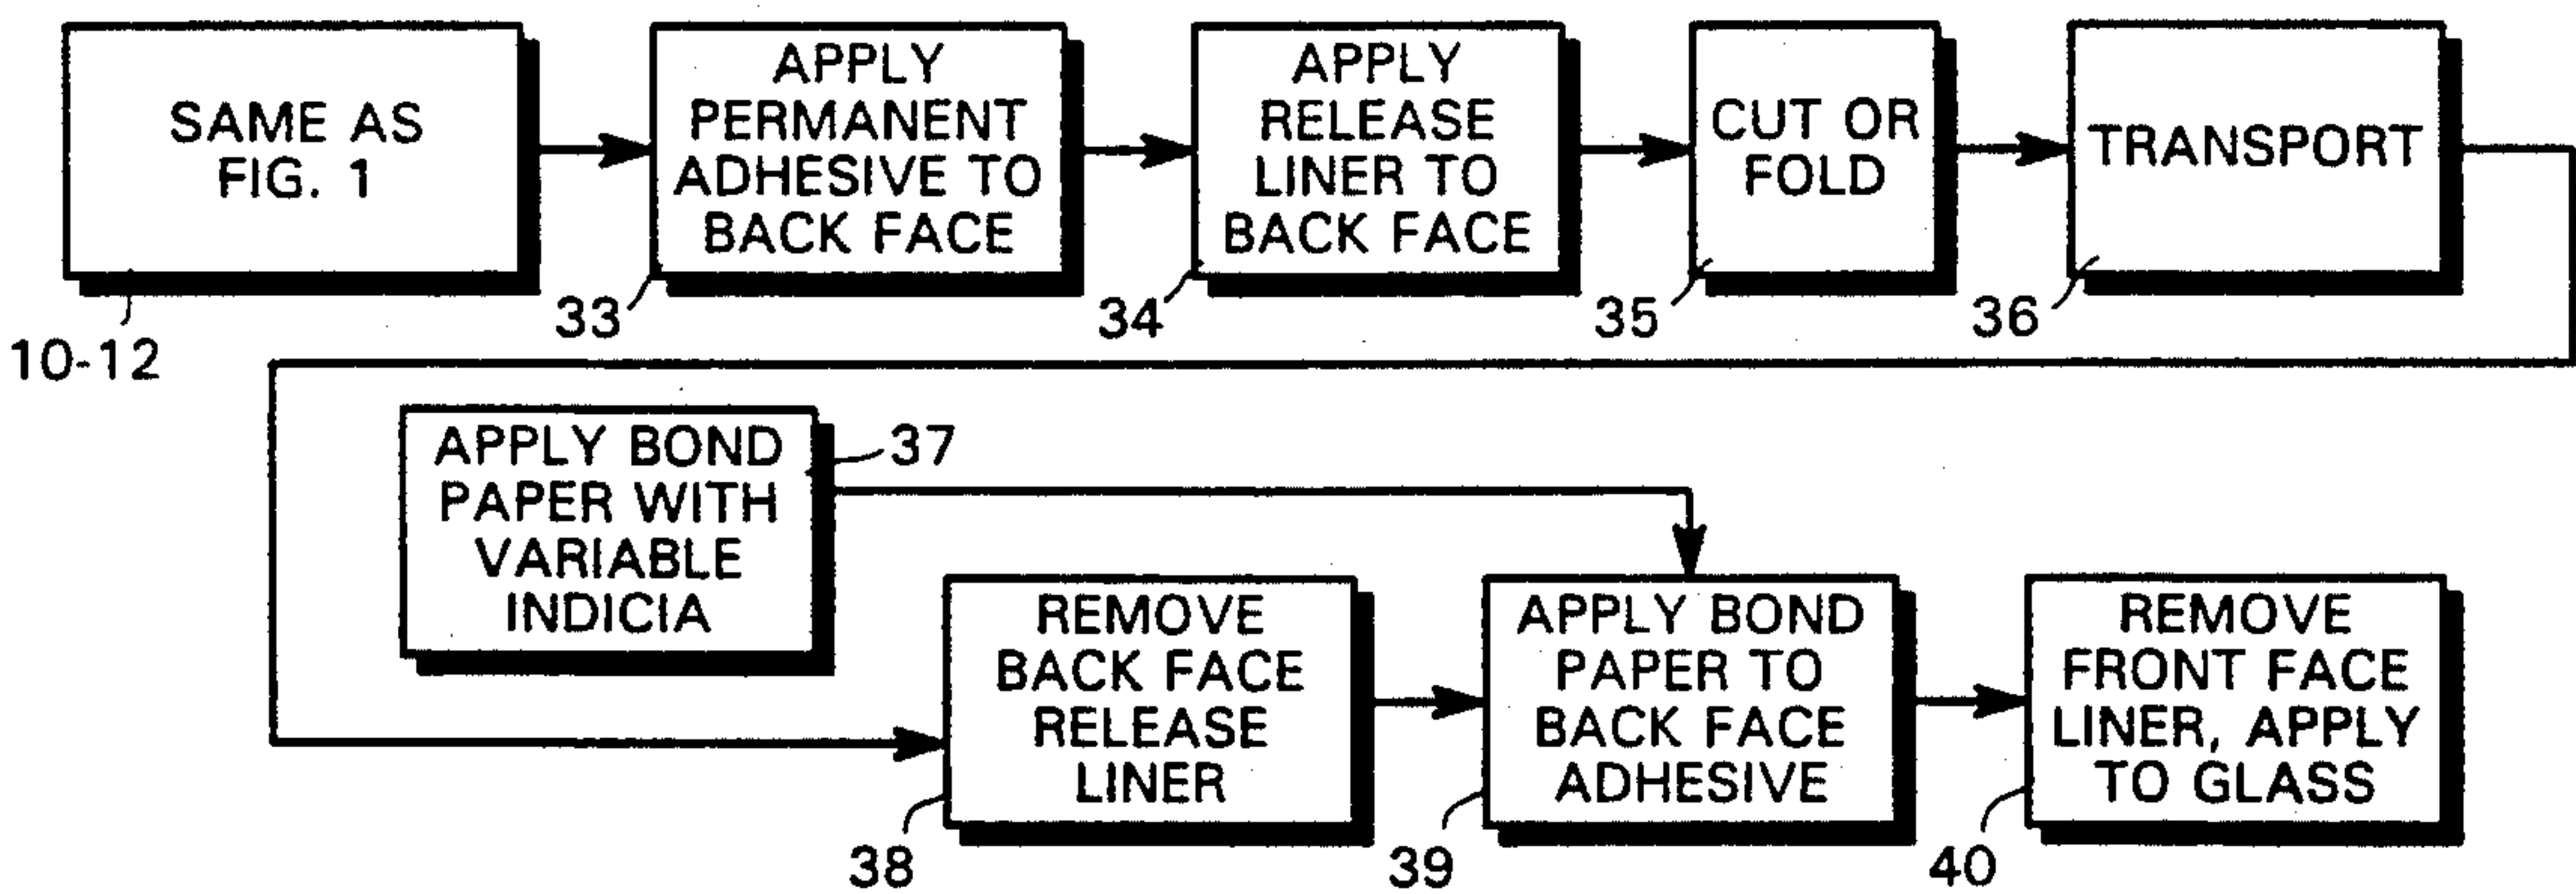 SAME AS
FIG. 1
10-12
APPLY
PERMANENT
ADHESIVE TO
BACK FACE
33
APPLY
RELEASE
LINER TO
BACK FACE
34
CUT OR
FOLD
35
TRANSPORT
36
APPLY BOND
PAPER WITH
VARIABLE
INDICIA
37
REMOVE
BACK FACE
RELEASE
LINER
38
APPLY BOND
PAPER TO
BACK FACE
ADHESIVE
39
REMOVE
FRONT FACE
LINER, APPLY
TO GLASS
40